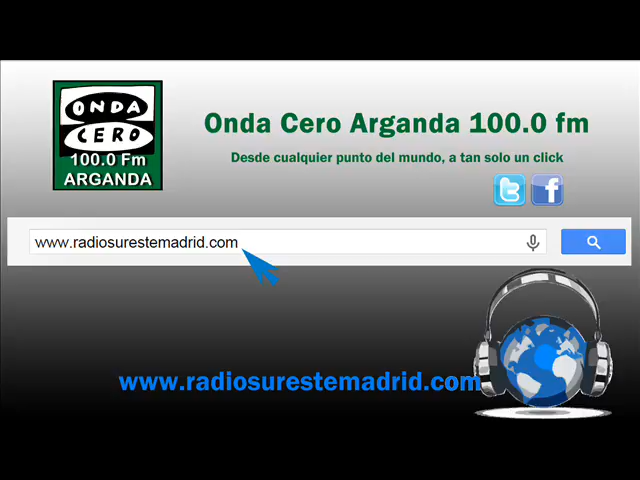 ONDA
CERO
100.0 Fm
ARGANDA
Onda Cero Arganda 100.0 fm
Desde cualquier punto del mundo, a tan solo un click
www.radiosurestemadrid.com
www.radiosurestemadrid.com